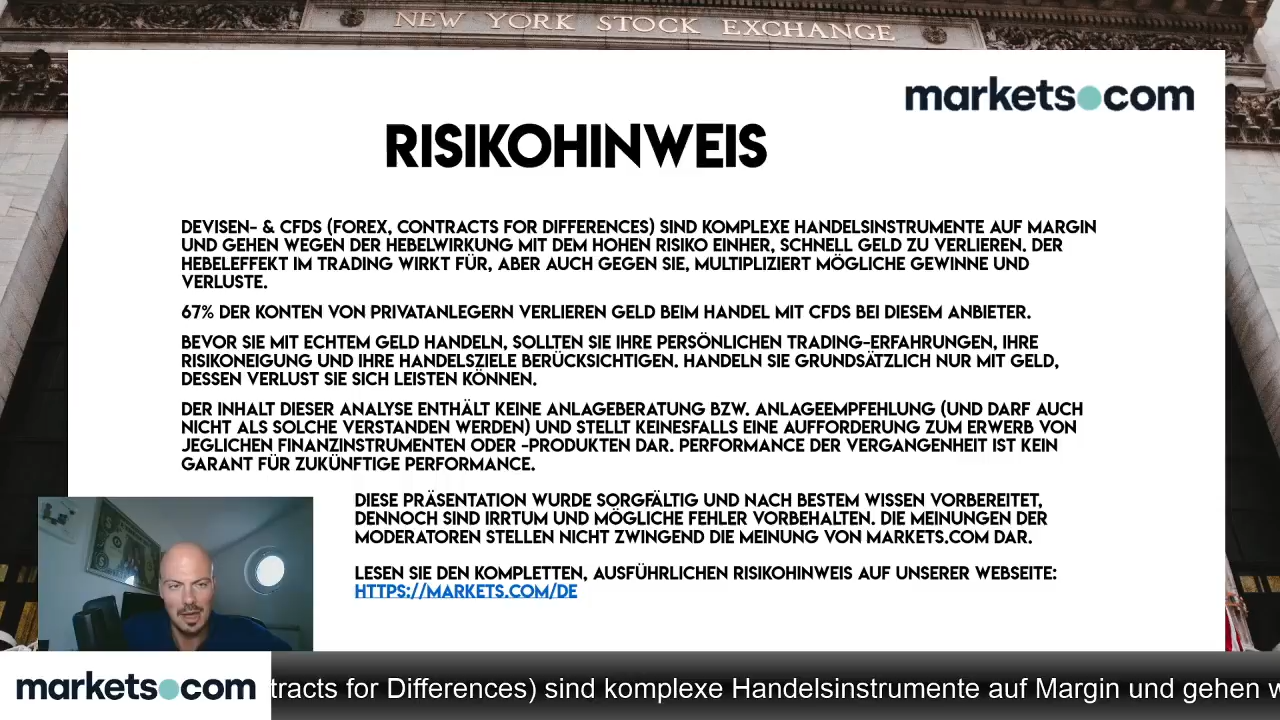 NEW YORK STOCK EXCHANGE
markets.com
RISIKOHINWEIS
DEVISEN- & CFDS (FOREX, CONTRACTS FOR DIFFERENCES) SIND KOMPLEXE HANDELSINSTRUMENTE AUF MARGIN
UND GEHEN WEGEN DER HEBELWIRKUNG MIT DEM HOHEN RISIKO EINHER, SCHNELL GELD ZU VERLIEREN. DER
HEBELEFFEKT IM TRADING WIRKT FÜR, ABER AUCH GEGEN SIE, MULTIPLIZIERT MÖGLICHE GEWINNE UND
VERLUSTE.
67% DER KONTEN VON PRIVATANLEGERN VERLIEREN GELD BEIM HANDEL MIT CFDS BEI DIESEM ANBIETER.
BEVOR SIE MIT ECHTEM GELD HANDELN, SOLLTEN SIE IHRE PERSÖNLICHEN TRADING-ERFAHRUNGEN, IHRE
RISIKONEIGUNG UND IHRE HANDELSZIELE BERÜCKSICHTIGEN. HANDELN SIE GRUNDSÄTZLICH NUR MIT GELD,
DESSEN VERLUST SIE SICH LEISTEN KÖNNEN.
DER INHALT DIESER ANALYSE ENTHÄLT KEINE ANLAGEBERATUNG BZW. ANLAGEEMPFEHLUNG (UND DARF AUCH
NICHT ALS SOLCHE VERSTANDEN WERDEN) UND STELLT KEINESFALLS EINE AUFFORDERUNG ZUM ERWERB VON
JEGLICHEN FINANZINSTRUMENTEN ODER -PRODUKTEN DAR. PERFORMANCE DER VERGANGENHEIT IST KEIN
GARANT FÜR ZUKÜNFTIGE PERFORMANCE.
DIESE PRÄSENTATION WURDE SORGFÄLTIG UND NACH BESTEM WISSEN VORBEREITET,
DENNOCH SIND IRRTUM UND MÖGLICHE FEHLER VORBEHALTEN. DIE MEINUNGEN DER
MODERATOREN STELLEN NICHT ZWINGEND DIE MEINUNG VON MARKETS.COM DAR.
LESEN SIE DEN KOMPLETTEN, AUSFÜHRLICHEN RISIKOHINWEIS AUF UNSERER WEBSEITE:
HTTPS://MARKETS.COM/DE
markets.com
tracts for Differences) sind komplexe Handelsinstrumente auf Margin und gehen w